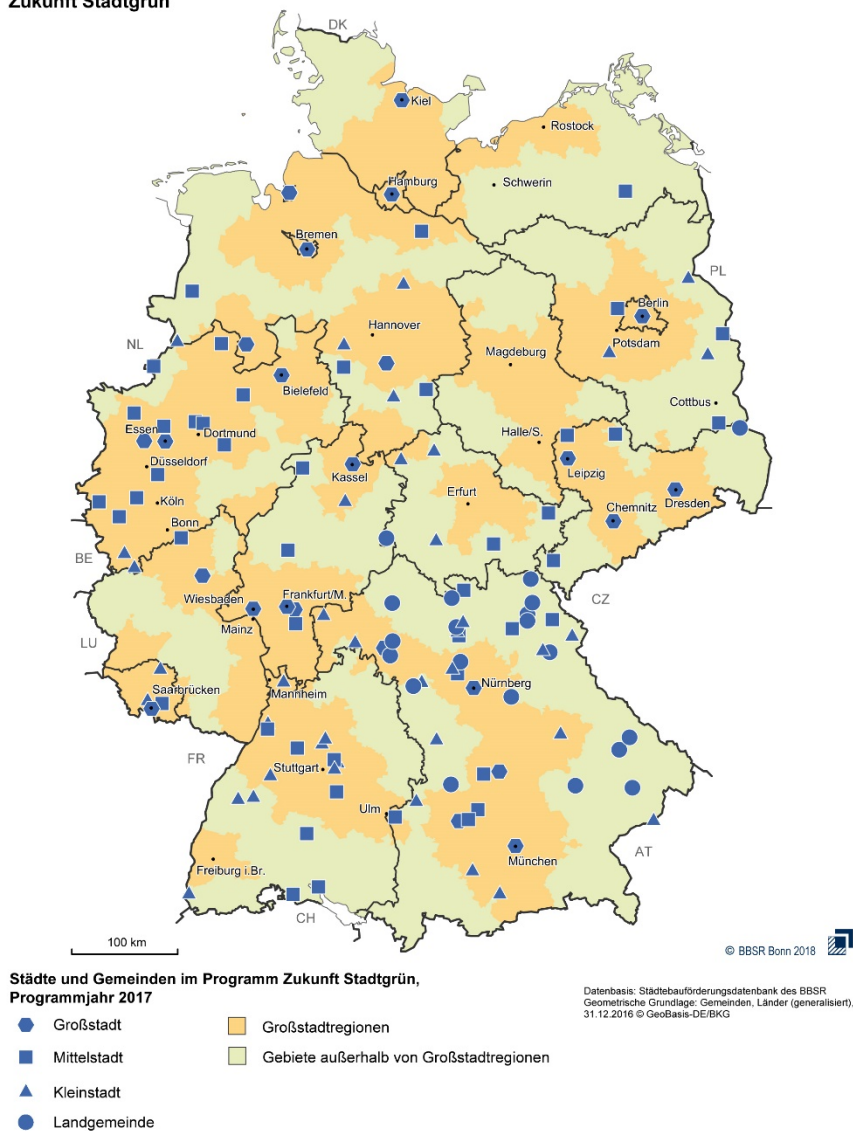 Zukunft Stadtgrün
DK
Kiel
Rostock
Hamburg
Schwerin
Bremen
PL
Berlin
NL
Hannover
Potsdam
Magdeburg
Bielefeld
Cottbus
Essen
Dortmund
Halle/S.
Düsseldorf
Leipzig
Kassel
Erfurt
Dresden
Köln
Chemnitz
Bonn
BE
CZ
Wiesbaden
Frankfurt/M.
Mainz
LU
Saarbrücken
Mannheim
Nürnberg
FR
Stuttgart
Ulm
München
AT
Freiburg i.Br.
CH
100 km
© BBSR Bonn 2018
Städte und Gemeinden im Programm Zukunft Stadtgrün,
Programmjahr 2017
Großstadt
Mittelstadt
Kleinstadt
Landgemeinde
Großstadtregionen
Gebiete außerhalb von Großstadtregionen
Datenbasis: Städtebauförderungsdatenbank des BBSR
Geometrische Grundlage: Gemeinden, Länder (generalisiert),
31.12.2016 © GeoBasis-DE/BKG